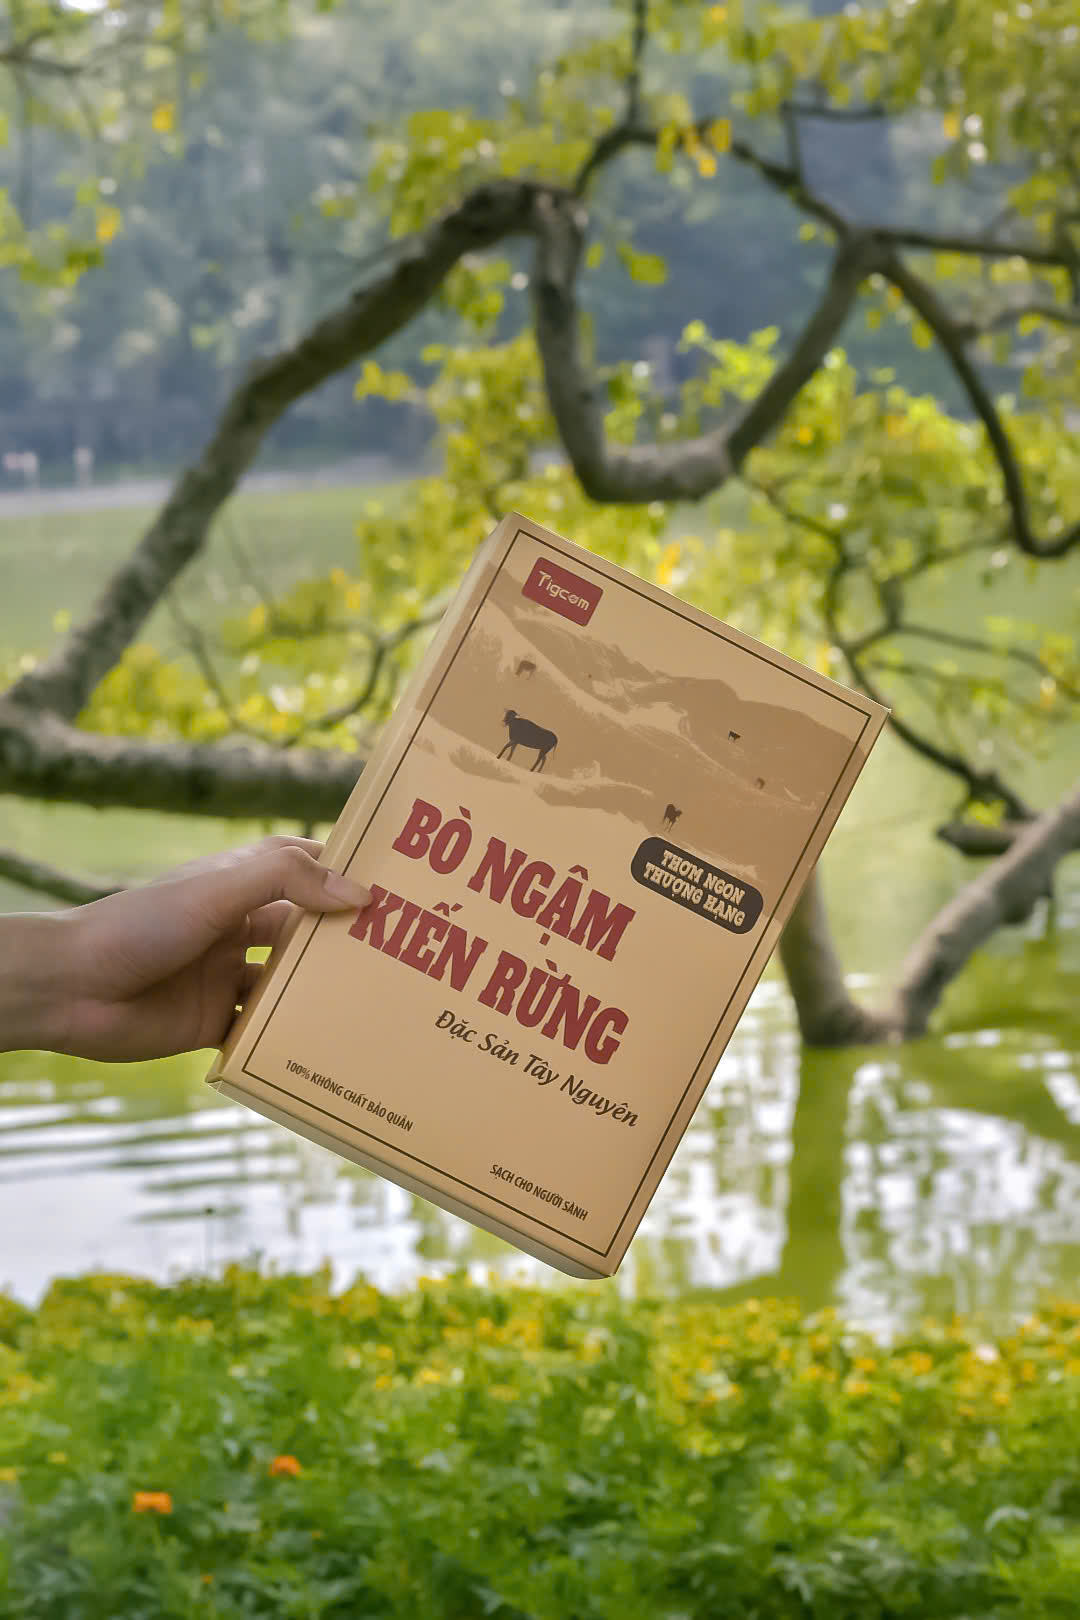 Tigcom
THƠM NGON
THƯỢNG HẠNG
BÒ NGẬM
KIẾN RỪNG
Đặc Sản Tây Nguyên
100% KHÔNG CHẤT BẢO QUẢN
SẠCH CHO NGƯỜI SÀNH